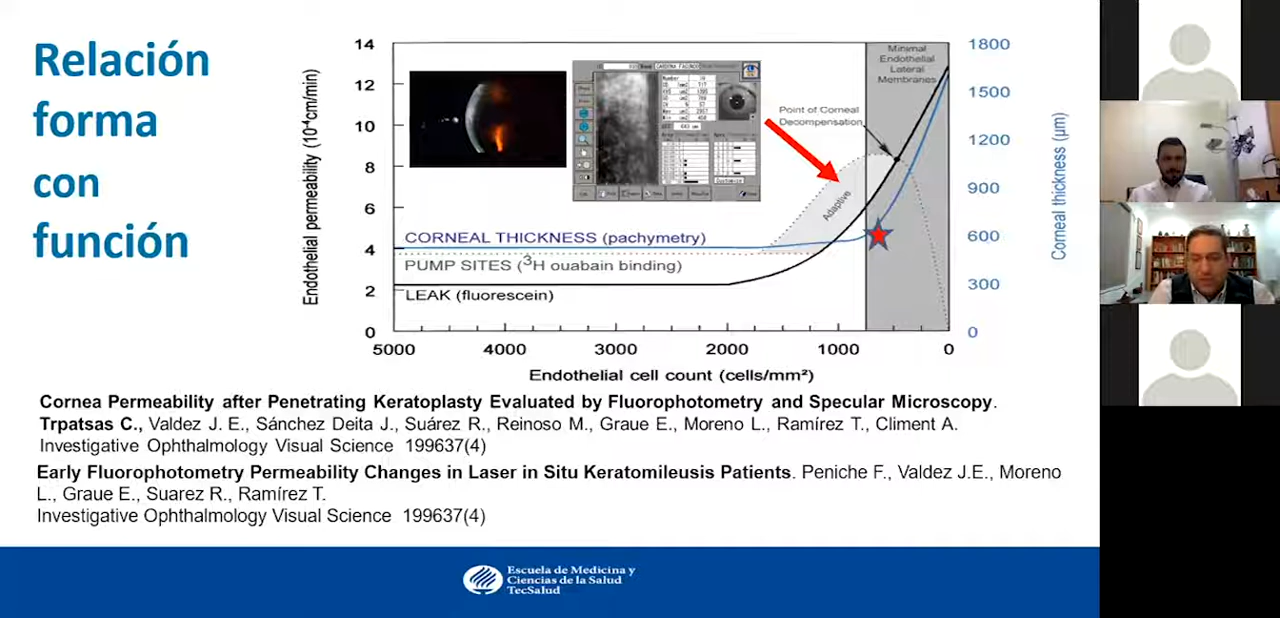 Relación
forma
con
función
14
12
10
8
6
4
2
0
Endothelial permeability (10⁻⁴cm/min)
1800
1500
1200
900
600
300
0
Corneal thickness (µm)
Minimal
Endothelial
Lateral
Membranes
Point of Corneal
Decompensation
Adaptive
CORNEAL THICKNESS (pachymetry)
PUMP SITES (³H ouabain binding)
LEAK (fluorescein)
5000 4000 3000 2000 1000 0
Endothelial cell count (cells/mm²)
Cornea Permeability after Penetrating Keratoplasty Evaluated by Fluorophotometry and Specular Microscopy.
Trpatsas C., Valdez J. E., Sánchez Deita J., Suárez R., Reinoso M., Graue E., Moreno L., Ramírez T., Climent A.
Investigative Ophthalmology Visual Science 199637(4)
Early Fluorophotometry Permeability Changes in Laser in Situ Keratomileusis Patients. Peniche F., Valdez J.E., Moreno
L., Graue E., Suarez R., Ramírez T.
Investigative Ophthalmology Visual Science 199637(4)
Escuela de Medicina y
Ciencias de la Salud
TecSalud